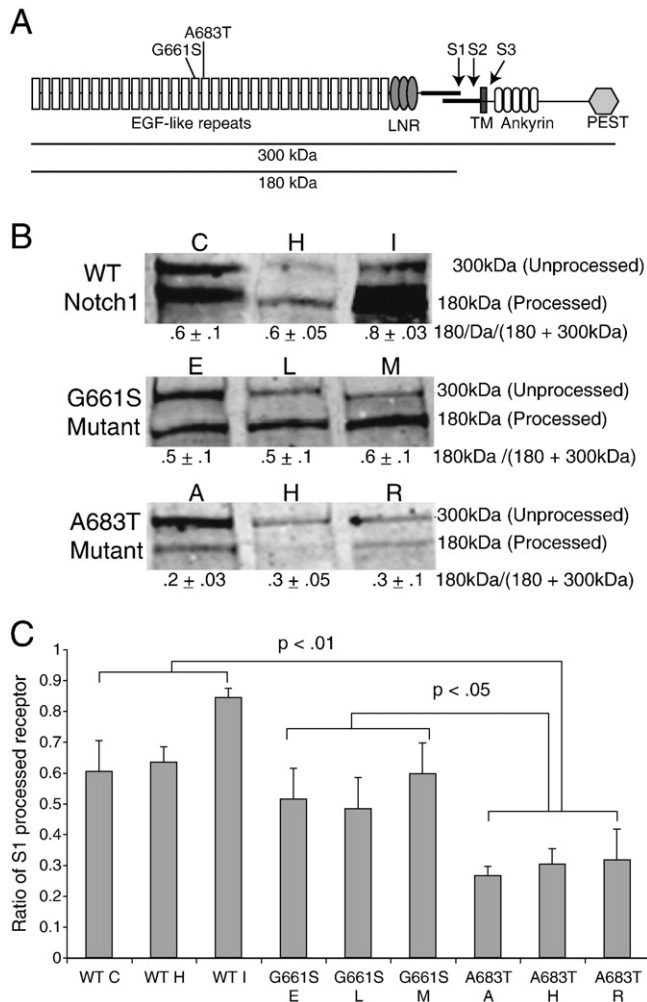 A
A683T
G661S
S1 S2 S3
EGF-like repeats
LNR
TM Ankyrin
PEST
300 kDa
180 kDa
B
C H I
WT
Notch1
300kDa (Unprocessed)
180kDa (Processed)
.6 ± .1 .6 ± .05 .8 ± .03 180/Da/(180 + 300kDa)
E L M
G661S
Mutant
300kDa (Unprocessed)
180kDa (Processed)
.5 ± .1 .5 ± .1 .6 ± .1 180kDa /(180 + 300kDa)
A H R
A683T
Mutant
300kDa (Unprocessed)
180kDa (Processed)
.2 ± .03 .3 ± .05 .3 ± .1 180kDa/(180 + 300kDa)
C
Ratio of S1 processed receptor
1
0.9
0.8
0.7
0.6
0.5
0.4
0.3
0.2
0.1
0
p < .01
p < .05
WT C WT H WT I G661S G661S G661S A683T A683T A683T
E L M A H R